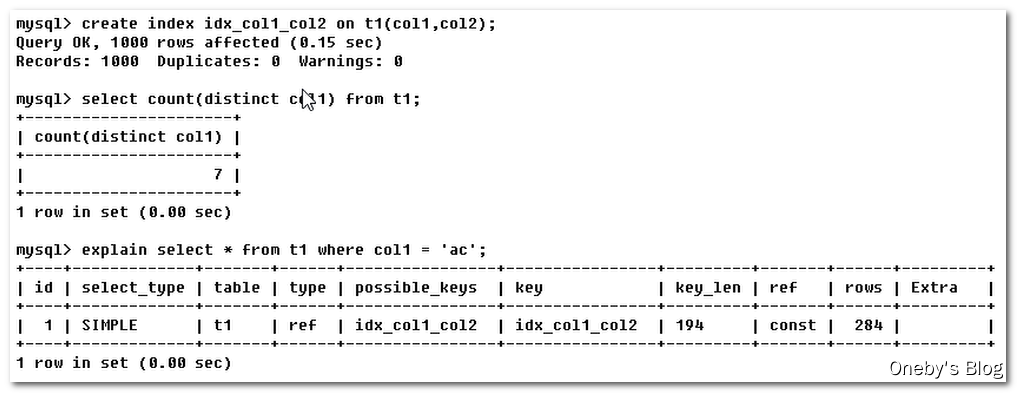 mysql> create index idx_col1_col2 on t1(col1,col2);
Query OK, 1000 rows affected (0.15 sec)
Records: 1000  Duplicates: 0  Warnings: 0
mysql> select count(distinct col1) from t1;
+----------------------+
| count(distinct col1) |
+----------------------+
|                    7 |
+----------------------+
1 row in set (0.00 sec)
mysql> explain select * from t1 where col1 = 'ac';
+----+-------------+-------+------+---------------+---------------+---------+-------+------+-------+
| id | select_type | table | type | possible_keys | key           | key_len | ref   | rows | Extra |
+----+-------------+-------+------+---------------+---------------+---------+-------+------+-------+
|  1 | SIMPLE      | t1    | ref  | idx_col1_col2 | idx_col1_col2 | 194     | const |  284 |       |
+----+-------------+-------+------+---------------+---------------+---------+-------+------+-------+
1 row in set (0.00 sec)
Oneby's Blog